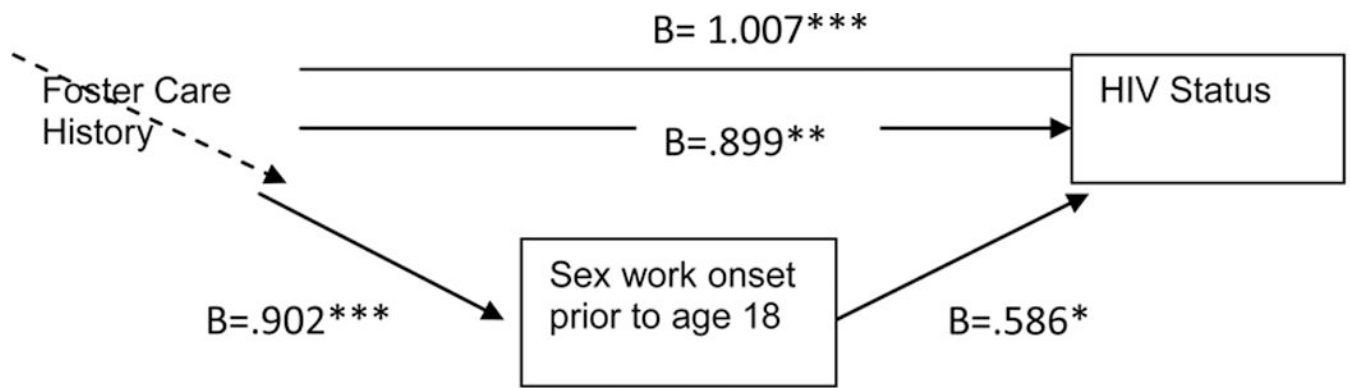 B= 1.007***
Foster Care
History
HIV Status
B=.899**
Sex work onset
prior to age 18
B=.902***
B=.586*